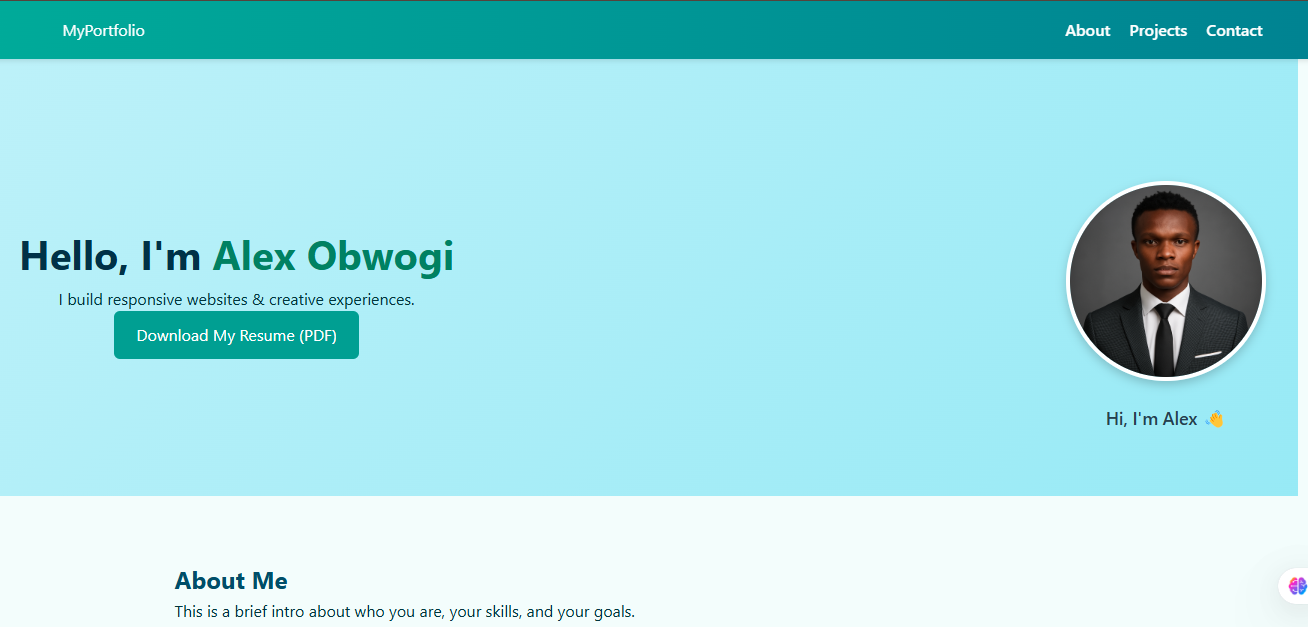 MyPortfolio
About Projects Contact
Hello, I'm Alex Obwogi
I build responsive websites & creative experiences.
Download My Resume (PDF)
Hi, I'm Alex 👋
About Me
This is a brief intro about who you are, your skills, and your goals.